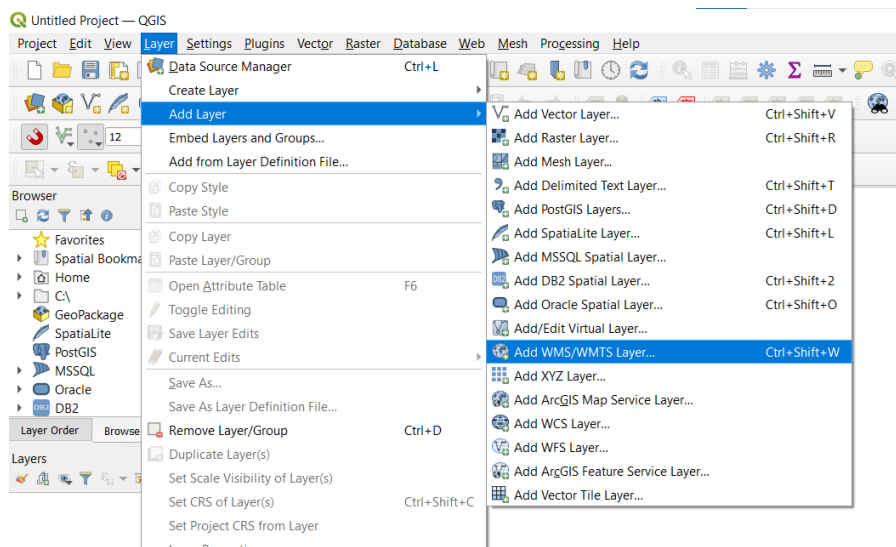 Untitled Project — QGIS
Project Edit View Layer Settings Plugins Vector Raster Database Web Mesh Processing Help
Data Source Manager Ctrl+L
Create Layer
Add Layer
Embed Layers and Groups...
Add from Layer Definition File...
Copy Style
Paste Style
Copy Layer
Paste Layer/Group
Open Attribute Table F6
Toggle Editing
Save Layer Edits
Current Edits
Save As...
Save As Layer Definition File...
Remove Layer/Group Ctrl+D
Duplicate Layer(s)
Set Scale Visibility of Layer(s)
Set CRS of Layer(s) Ctrl+Shift+C
Set Project CRS from Layer
Add Vector Layer... Ctrl+Shift+V
Add Raster Layer... Ctrl+Shift+R
Add Mesh Layer...
Add Delimited Text Layer... Ctrl+Shift+T
Add PostGIS Layers... Ctrl+Shift+D
Add SpatiaLite Layer... Ctrl+Shift+L
Add MSSQL Spatial Layer...
DB2 Add DB2 Spatial Layer... Ctrl+Shift+2
Add Oracle Spatial Layer... Ctrl+Shift+O
Add/Edit Virtual Layer...
Add WMS/WMTS Layer... Ctrl+Shift+W
Add XYZ Layer...
Add ArcGIS Map Service Layer...
Add WCS Layer...
Add WFS Layer...
Add ArcGIS Feature Service Layer...
Add Vector Tile Layer...
12
Browser
Favorites
Spatial Bookma
Home
C:\
GeoPackage
SpatiaLite
PostGIS
MSSQL
Oracle
DB2 DB2
Layer Order Browse
Layers